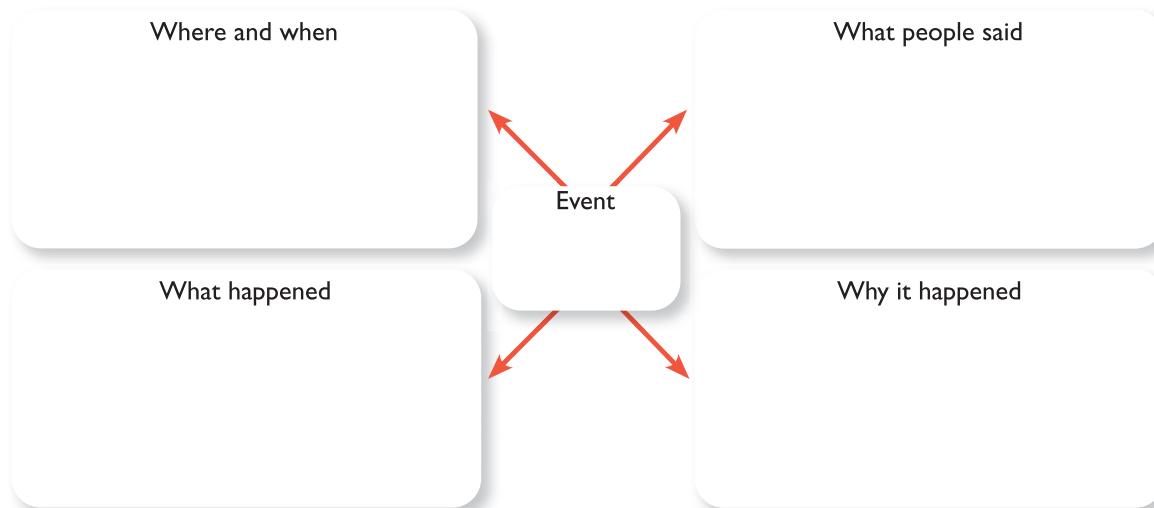 Where and when
What people said
Event
What happened
Why it happened